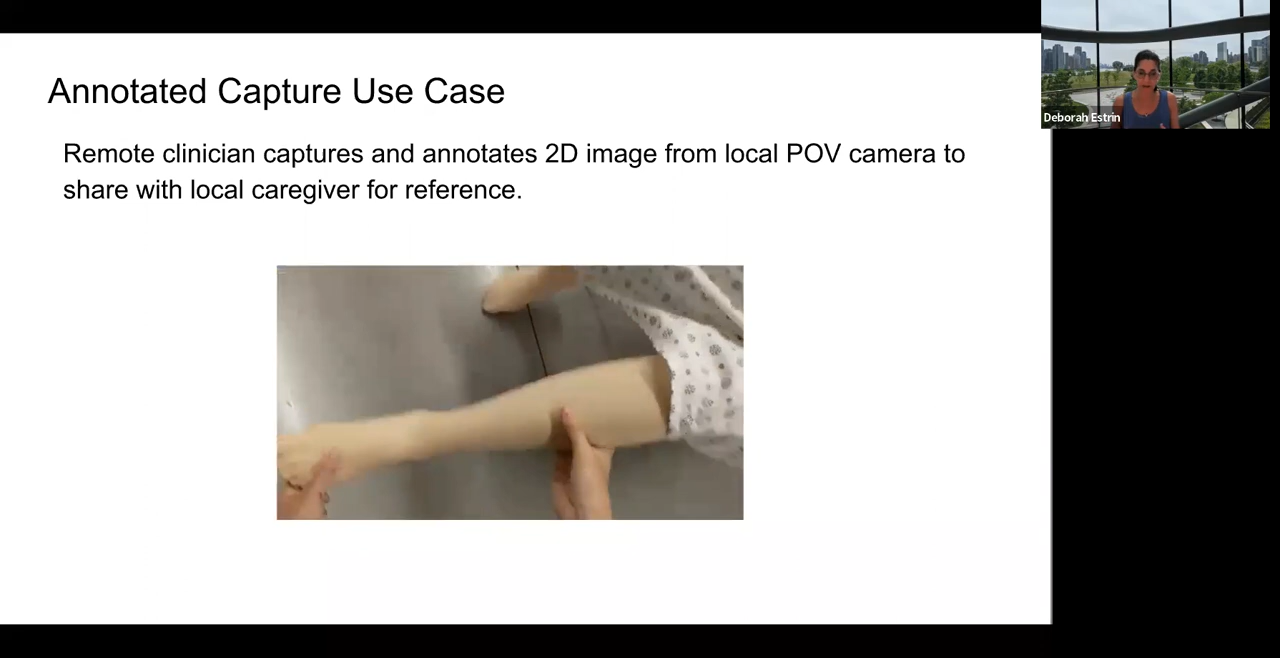 Annotated Capture Use Case
Remote clinician captures and annotates 2D image from local POV camera to
share with local caregiver for reference.
Deborah Estrin